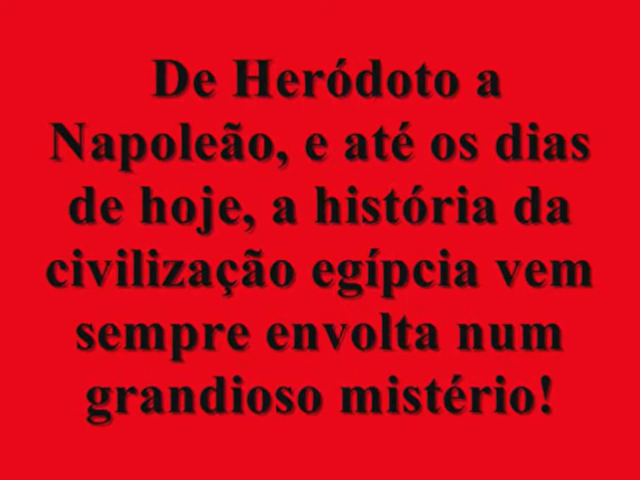 De Heródoto a
Napoleão, e até os dias
de hoje, a história da
civilização egípcia vem
sempre envolta num
grandioso mistério!